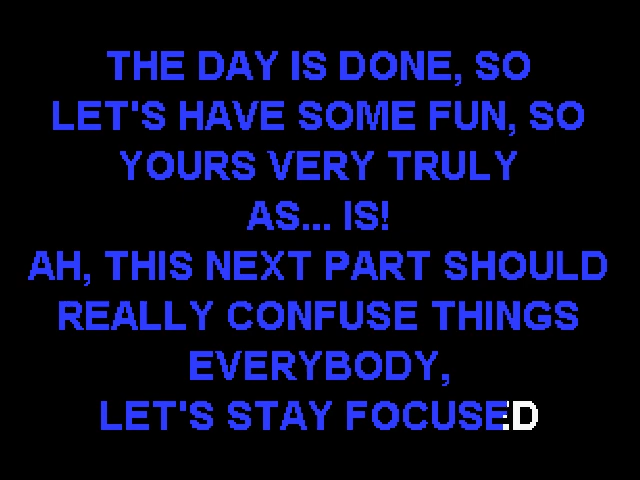 THE DAY IS DONE, SO
LET'S HAVE SOME FUN, SO
YOURS VERY TRULY
AS... IS!
AH, THIS NEXT PART SHOULD
REALLY CONFUSE THINGS
EVERYBODY,
LET'S STAY FOCUSED